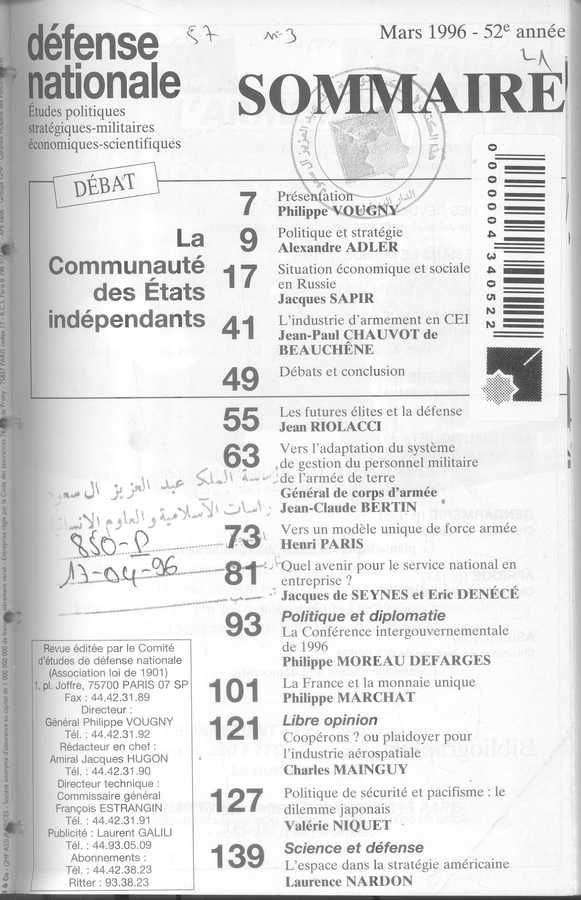 57
n-3
Mars 1996 - 52e année
défense
nationale
Études politiques
stratégiques-militaires
économiques-scientifiques
SOMMAIRE
DÉBAT
La
Communauté
des États
indépendants
7 Présentation
Philippe VOUGNY
9 Politique et stratégie
Alexandre ADLER
17 Situation économique et sociale
en Russie
Jacques SAPIR
41 L'industrie d'armement en CEI
Jean-Paul CHAUVOT de
BEAUCHÊNE
49 Débats et conclusion
0000004340522
55 Les futures élites et la défense
Jean RIOLACCI
63 Vers l'adaptation du système
de gestion du personnel militaire
de l'armée de terre
Général de corps d'armée
Jean-Claude BERTIN
73 Vers un modèle unique de force armée
Henri PARIS
81 Quel avenir pour le service national en
entreprise ?
Jacques de SEYNES et Eric DENÉCÉ
93 Politique et diplomatie
La Conférence intergouvernementale
de 1996
Philippe MOREAU DEFARGES
101 La France et la monnaie unique
Philippe MARCHAT
121 Libre opinion
Coopérons ? ou plaidoyer pour
l'industrie aérospatiale
Charles MAINGUY
127 Politique de sécurité et pacifisme : le
dilemme japonais
Valérie NIQUET
139 Science et défense
L'espace dans la stratégie américaine
Laurence NARDON
الملك عبد العزيز آل سعود
الاسلامية والعلوم الانسانية
850-P
17-04-96
Revue éditée par le Comité
d'études de défense nationale
(Association loi de 1901)
1, pl. Joffre, 75700 PARIS 07 SP
Fax : 44.42.31.89
Directeur :
Général Philippe VOUGNY
Tél. : 44.42.31.92
Rédacteur en chef :
Amiral Jacques HUGON
Tél. : 44.42.31.90
Directeur technique :
Commissaire général
François ESTRANGIN
Tél. : 44.42.31.91
Publicité : Laurent GALILI
Tél. : 44.93.05.09
Abonnements :
Tél. : 44.42.38.23
Ritter : 93.38.23